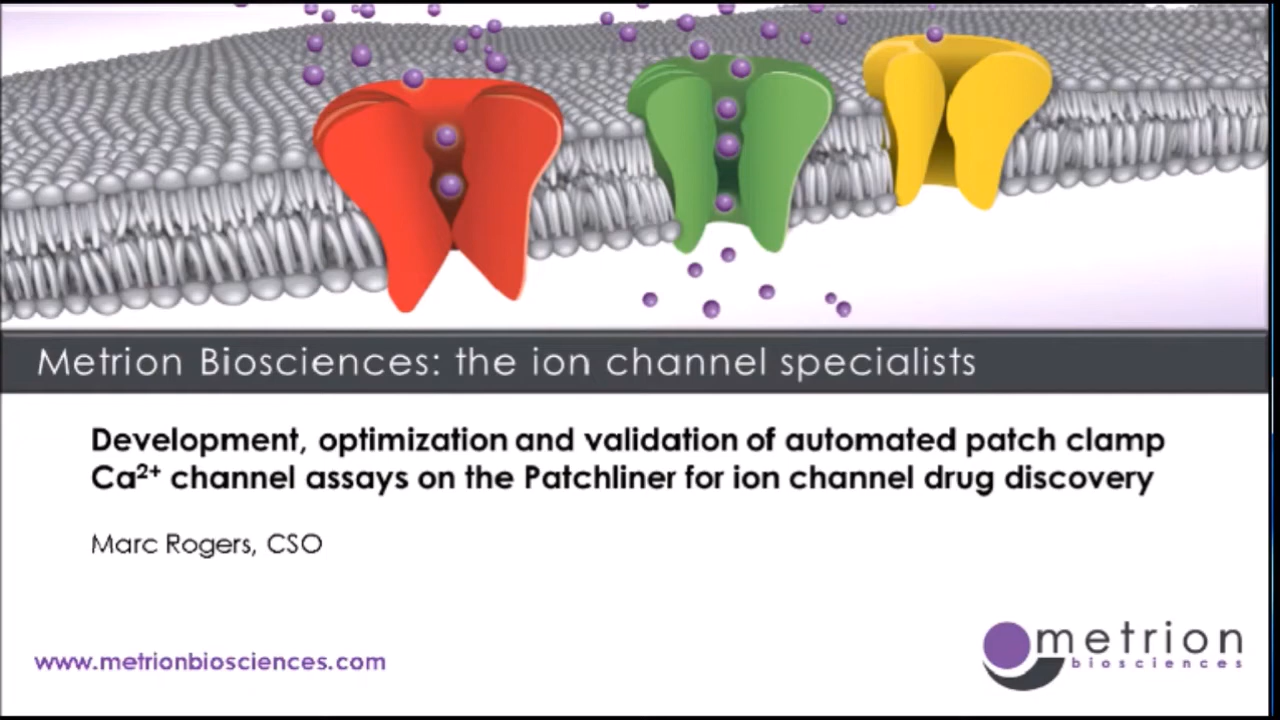 Metrion Biosciences: the ion channel specialists
Development, optimization and validation of automated patch clamp
Ca²⁺ channel assays on the Patchliner for ion channel drug discovery
Marc Rogers, CSO
www.metrionbiosciences.com
metrion
biosciences